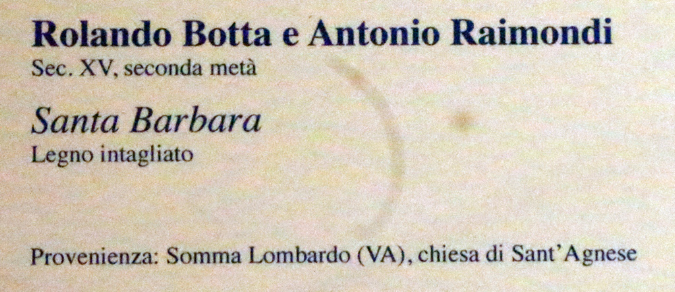 Rolando Botta e Antonio Raimondi
Sec. XV, seconda metà
Santa Barbara
Legno intagliato
Provenienza: Somma Lombardo (VA), chiesa di Sant'Agnese